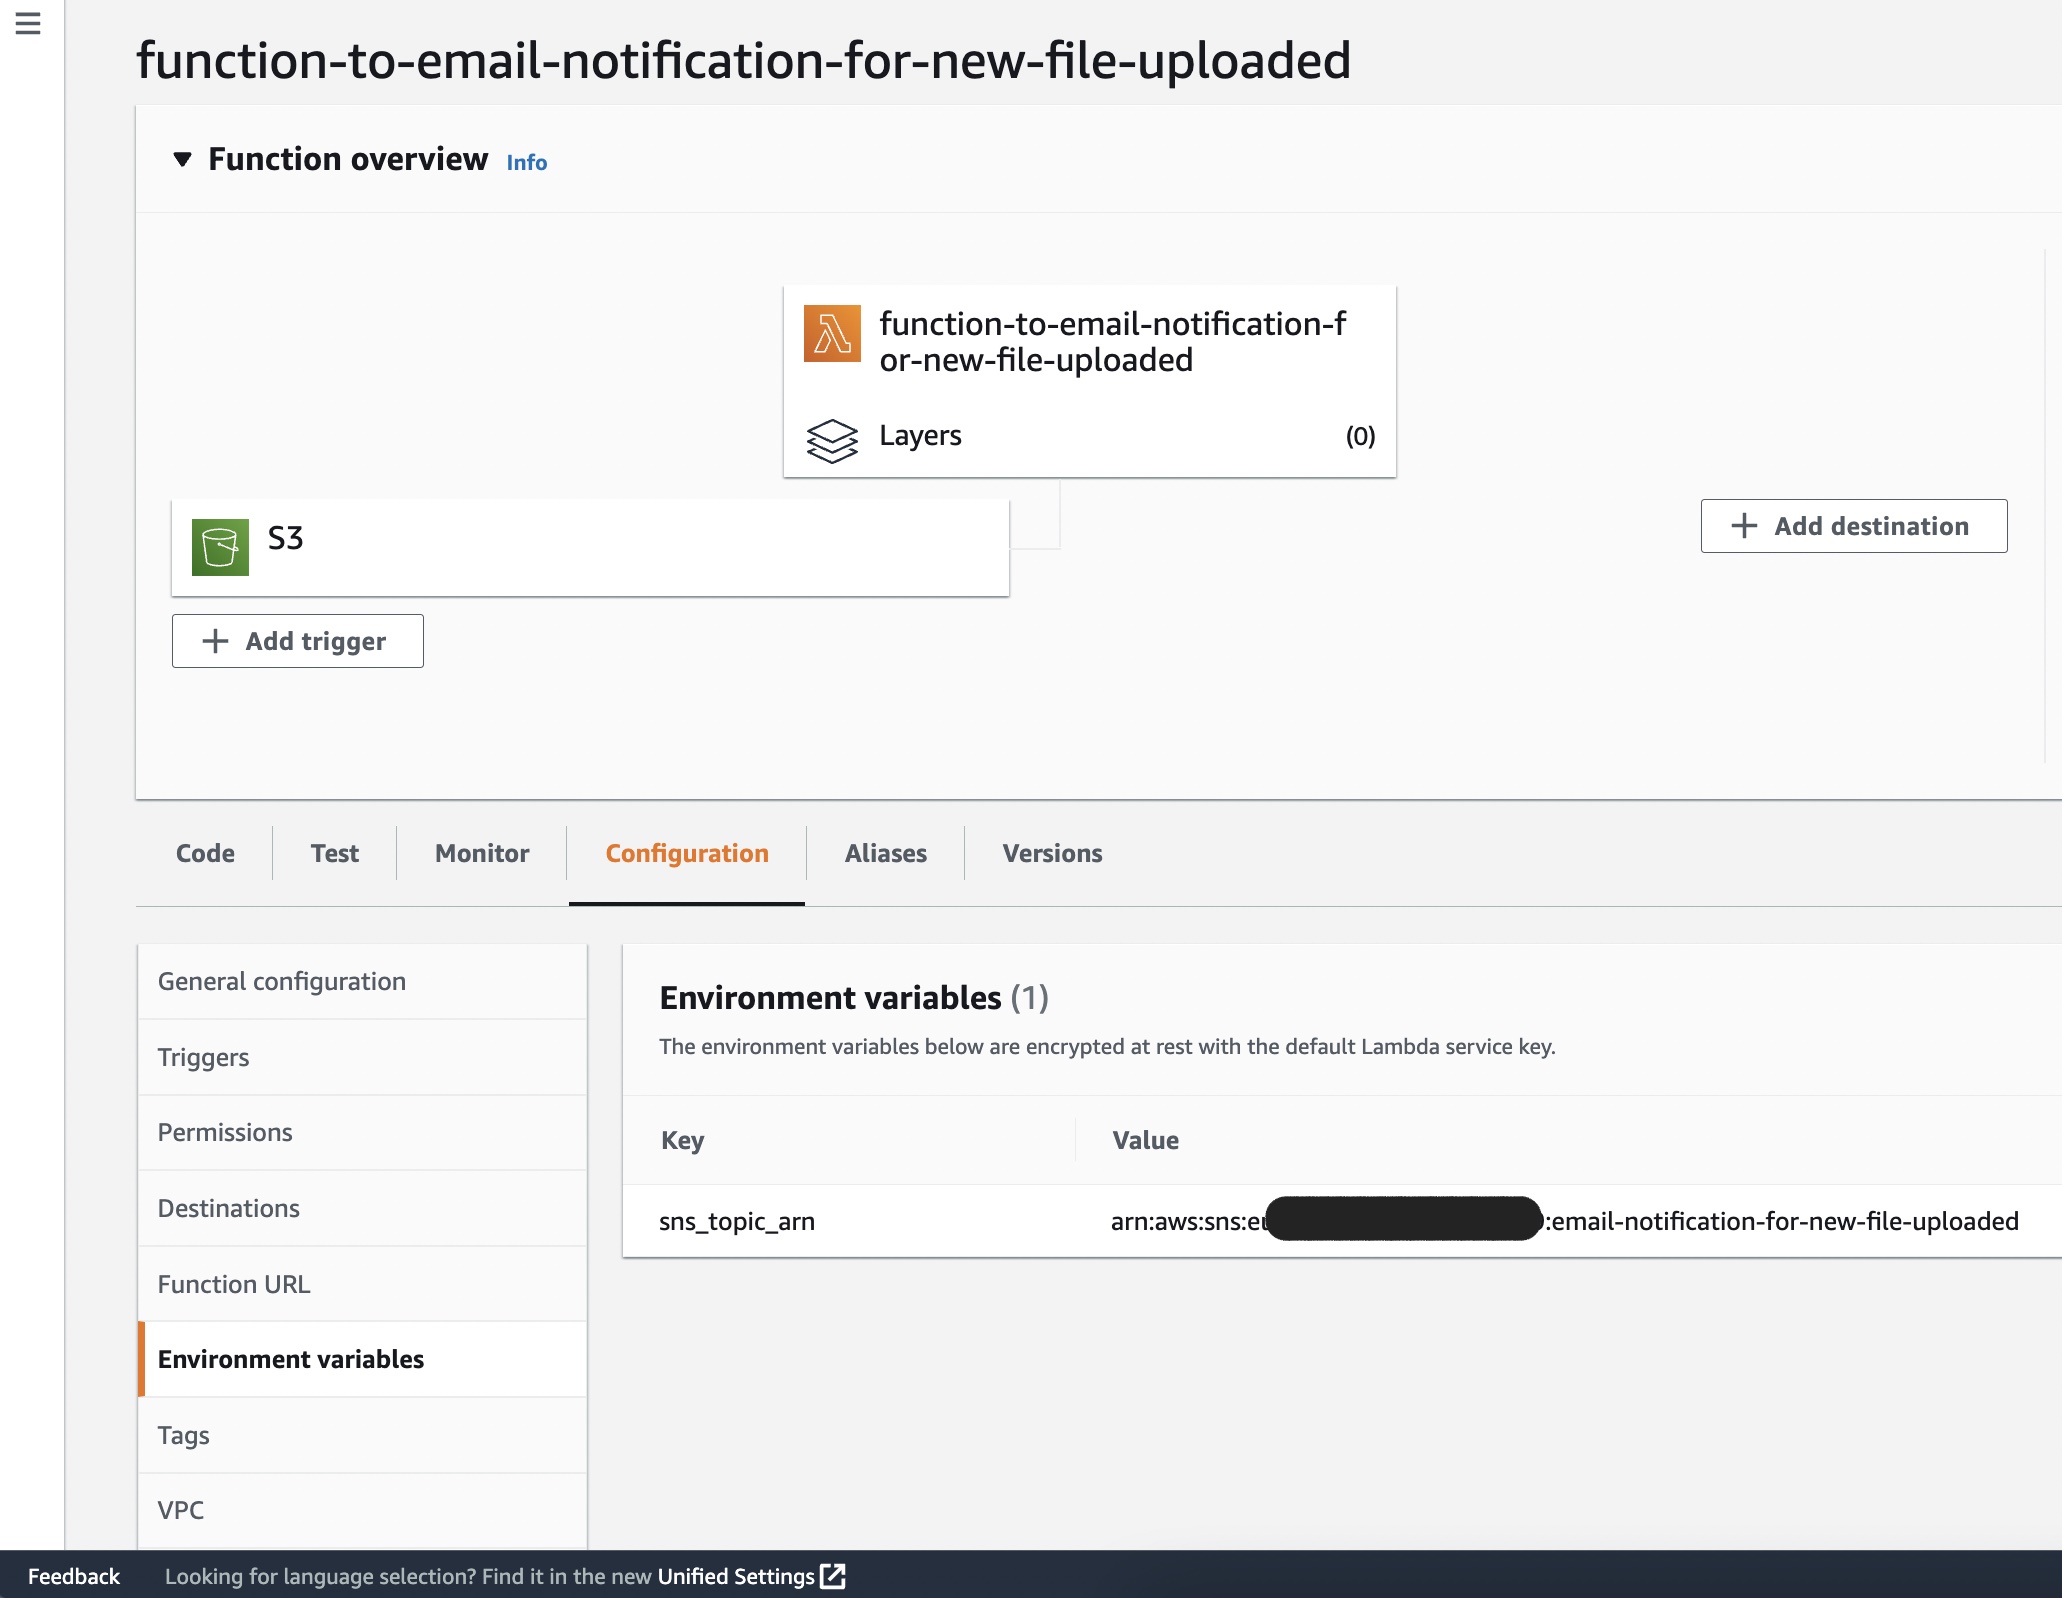 function-to-email-notification-for-new-file-uploaded
Function overview Info
function-to-email-notification-f
or-new-file-uploaded
Layers (0)
S3
Add destination
Add trigger
Code Test Monitor Configuration Aliases Versions
General configuration
Triggers
Permissions
Destinations
Function URL
Environment variables
Tags
VPC
Environment variables (1)
The environment variables below are encrypted at rest with the default Lambda service key.
Key Value
sns_topic_arn arn:aws:sns:eu :email-notification-for-new-file-uploaded
Feedback Looking for language selection? Find it in the new Unified Settings